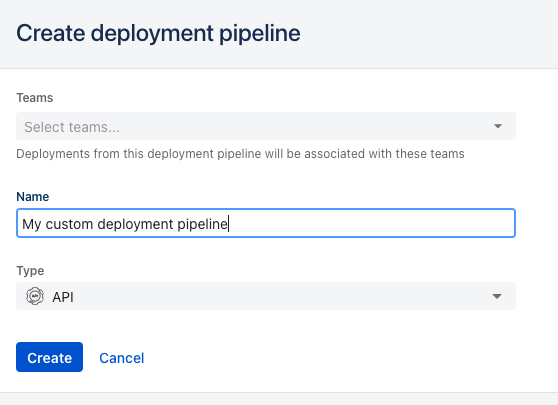 Create deployment pipeline
Teams
Select teams...
Deployments from this deployment pipeline will be associated with these teams
Name
My custom deployment pipeline
Type
API
Create Cancel